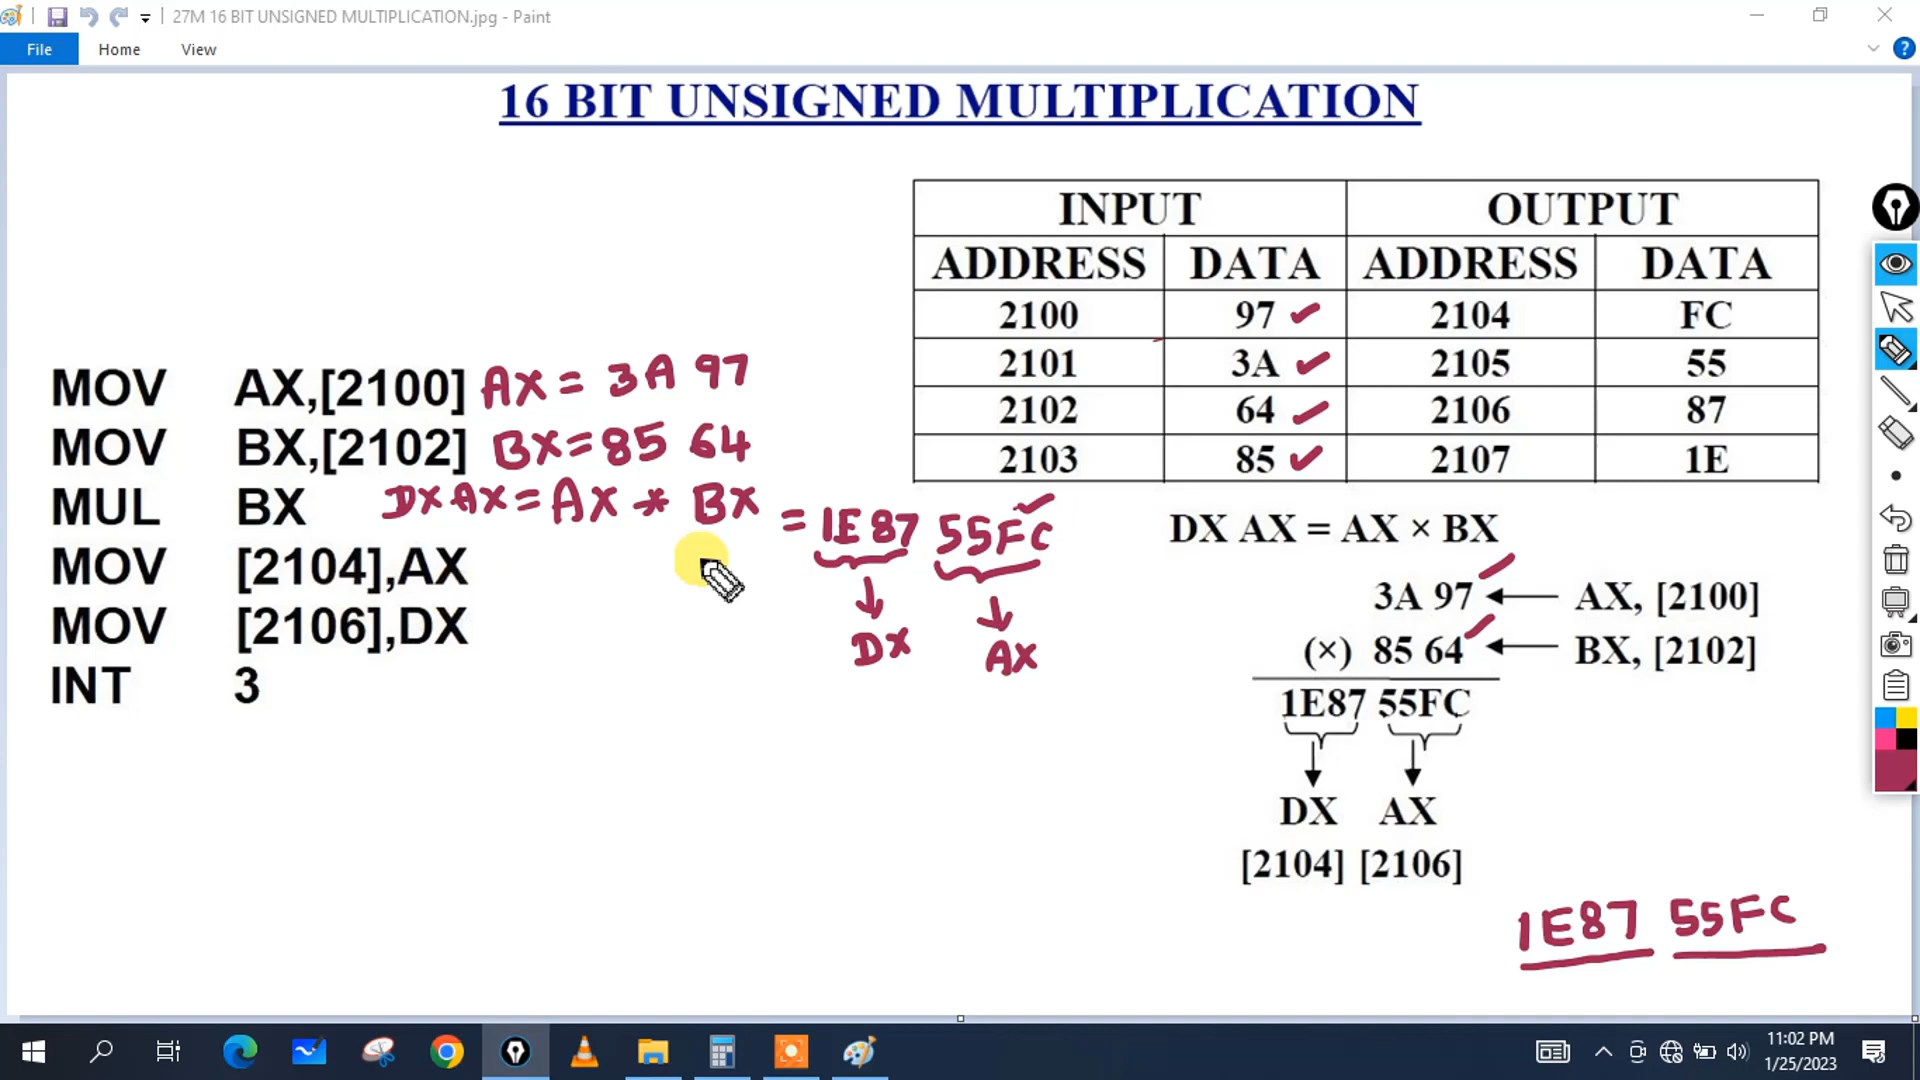 27M 16 BIT UNSIGNED MULTIPLICATION.jpg - Paint
File Home View
16 BIT UNSIGNED MULTIPLICATION
INPUT OUTPUT
ADDRESS DATA ADDRESS DATA
2100 97 2104 FC
2101 3A 2105 55
2102 64 2106 87
2103 85 2107 1E
MOV AX,[2100] AX = 3A 97
MOV BX,[2102] BX = 85 64
MUL BX DX AX = AX * BX = 1E87 55FC
MOV [2104],AX
MOV [2106],DX
INT 3
DX AX
DX AX = AX × BX
3A 97 AX, [2100]
(×) 85 64 BX, [2102]
1E87 55FC
DX AX
[2104] [2106]
1E87 55FC
11:02 PM
1/25/2023